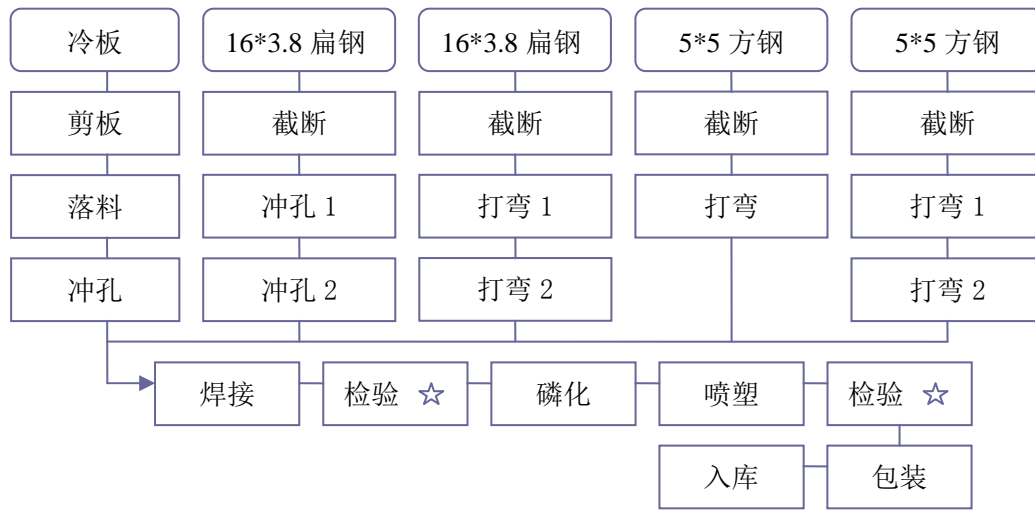 冷板 16*3.8 扁钢 16*3.8 扁钢 5*5 方钢 5*5 方钢
剪板 截断 截断 截断 截断
落料 冲孔 1 打弯 1 打弯 打弯 1
冲孔 冲孔 2 打弯 2 打弯 2
焊接 检验 ☆ 磷化 喷塑 检验 ☆
入库 包装